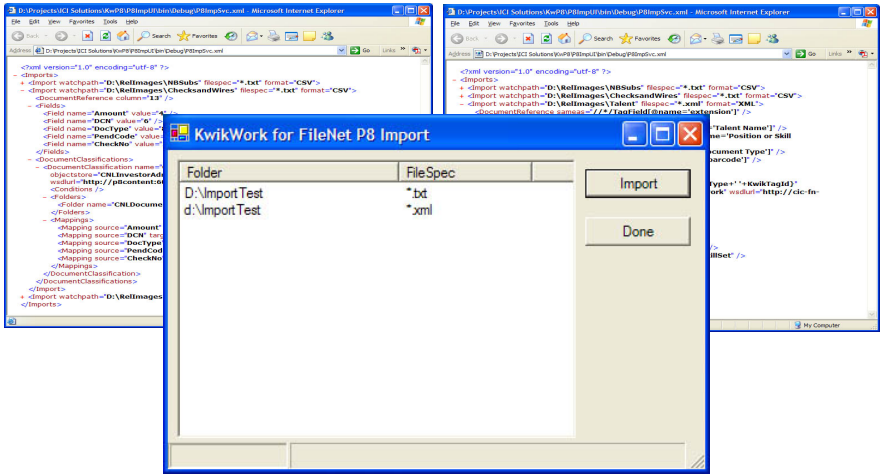 D:\Projects\JCI Solutions\KwP8\P8ImpUI\bin\Debug\P8ImpSvc.xml - Microsoft Internet Explorer
File Edit View Favorites Tools Help
Back Search Favorites
Address D:\Projects\JCI Solutions\KwP8\P8ImpUI\bin\Debug\P8ImpSvc.xml Go Links »
<?xml version="1.0" encoding="utf-8" ?>
- <Imports>
+ <Import watchpath="D:\RelImages\NBSubs" filespec="*.txt" format="CSV">
- <Import watchpath="D:\RelImages\ChecksandWires" filespec="*.txt" format="CSV">
<DocumentReference column="13" />
- <Fields>
<Field name="Amount" value="4"
<Field name="DCN" value="6" />
<Field name="DocType" value=
<Field name="PendCode" value=
<Field name="CheckNo" value=
</Fields>
- <DocumentClassifications>
- <DocumentClassification name=
objectstore="CNLInvestorAdr
wsdlurl="http://p8content:6
<Conditions />
- <Folders>
<Folder name="CNLDocume
</Folders>
- <Mappings>
<Mapping source="Amount"
<Mapping source="DCN" targ
<Mapping source="DocType"
<Mapping source="PendCod
<Mapping source="CheckNo"
</Mappings>
</DocumentClassification>
</DocumentClassifications>
</Import>
+ <Import watchpath="D:\RelImages
</Imports>
D:\Projects\JCI Solutions\KwP8\P8ImpUI\bin\Debug\P8ImpSvc.xml - Microsoft Internet Explorer
File Edit View Favorites Tools Help
Back Search Favorites
Address D:\Projects\JCI Solutions\KwP8\P8ImpUI\bin\Debug\P8ImpSvc.xml Go Links »
<?xml version="1.0" encoding="utf-8" ?>
- <Imports>
+ <Import watchpath="D:\RelImages\NBSubs" filespec="*.txt" format="CSV">
+ <Import watchpath="D:\RelImages\ChecksandWires" filespec="*.txt" format="CSV">
- <Import watchpath="D:\RelImages\Talent" filespec="*.xml" format="XML">
<DocumentReference sameas="//*/TagField[@name='extension']" />
'Talent Name']" />
me='Position or Skill
ocument Type']" />
barcode']" />
Type+' '+KwikTagId}'
ork" wsdlurl="http://cic-fn-
/>
illSet" />
My Computer
KwikWork for FileNet P8 Import
Folder FileSpec
D:\ImportTest *.txt
d:\ImportTest *.xml
Import
Done